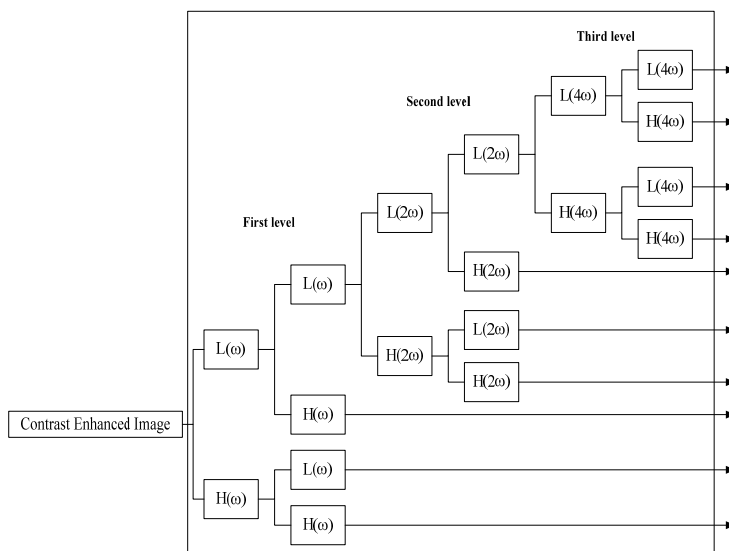 Third level
L(4ω)
L(4ω)
Second level
H(4ω)
L(2ω)
L(4ω)
L(2ω)
H(4ω)
First level
H(4ω)
H(2ω)
L(ω)
L(2ω)
L(ω)
H(2ω)
H(2ω)
H(ω)
Contrast Enhanced Image
L(ω)
H(ω)
H(ω)